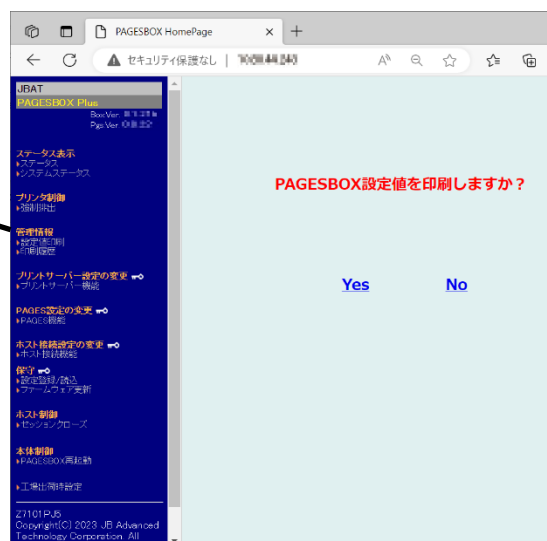 PAGESBOX HomePage
セキュリティ保護なし
JBAT
PAGESBOX Plus
BoxVer.
PgsVer.
ステータス表示
ステータス
システムステータス
プリンタ制御
強制排出
管理情報
設定値印刷
印刷履歴
プリントサーバー設定の変更
プリントサーバー機能
PAGES設定の変更
PAGES機能
ホスト接続設定の変更
ホスト接続機能
保守
設定登録/読込
ファームウェア更新
ホスト制御
セッションクローズ
本体制御
PAGESBOX再起動
工場出荷時設定
Z7101PJ5
Copyright(C) 2023 JB Advanced
Technology Corporation. All
PAGESBOX設定値を印刷しますか？
Yes No